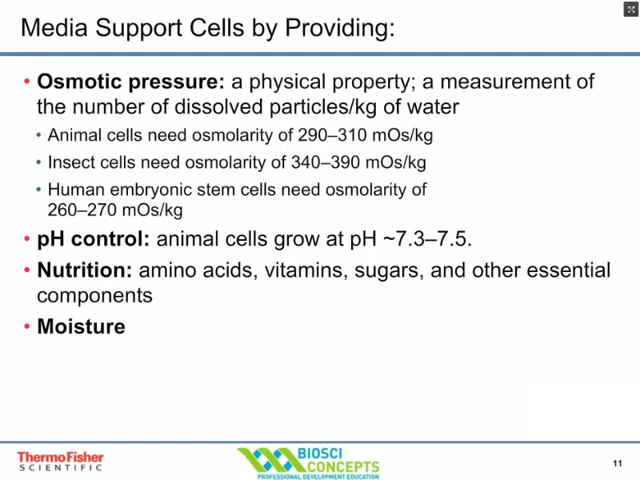 Media Support Cells by Providing:
• Osmotic pressure: a physical property; a measurement of
the number of dissolved particles/kg of water
• Animal cells need osmolarity of 290–310 mOs/kg
• Insect cells need osmolarity of 340–390 mOs/kg
• Human embryonic stem cells need osmolarity of
260–270 mOs/kg
• pH control: animal cells grow at pH ~7.3–7.5.
• Nutrition: amino acids, vitamins, sugars, and other essential
components
• Moisture
ThermoFisher
SCIENTIFIC
BIOSCI
CONCEPTS
PROFESSIONAL DEVELOPMENT EDUCATION
11